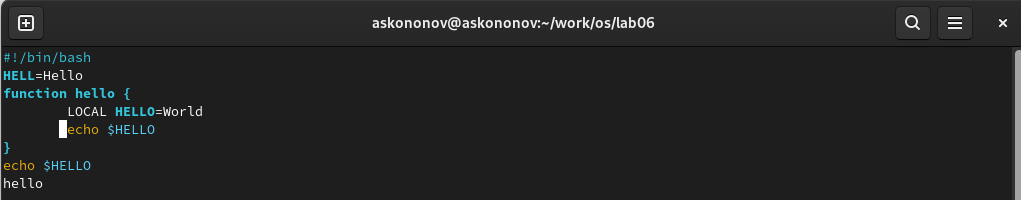 askononov@askononov:~/work/os/lab06
#!/bin/bash
HELL=Hello
function hello {
LOCAL HELLO=World
echo $HELLO
}
echo $HELLO
hello